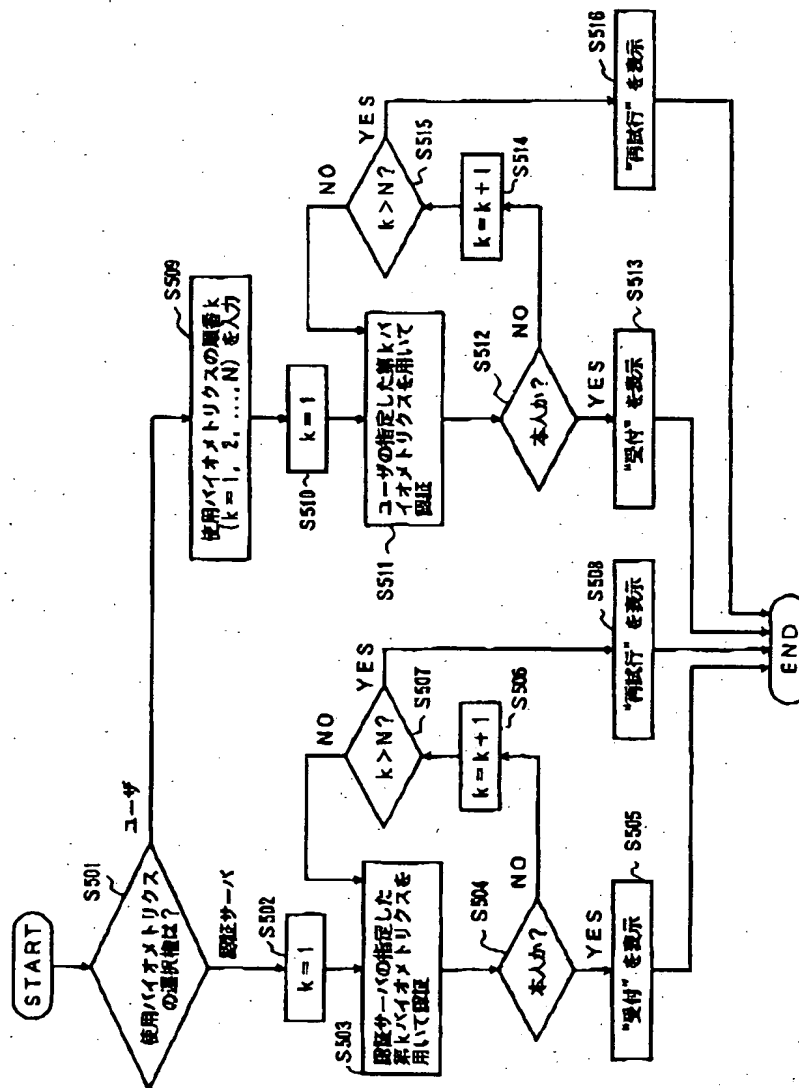 START
S501
使用バイオメトリクス
の選択権は?
ユーザ
認証サーバ
S502
k=1
S503
認証サーバの指定した
第kバイオメトリクスを
用いて認証
S504
本人か?
NO
YES
S505
"受付" を表示
S506
k=k+1
S507
k>N?
NO
YES
S508
"再試行" を表示
S509
使用バイオメトリクスの順番k
(k=1, 2, ..., N) を入力
S510
k=1
S511
ユーザの指定した第kバ
イオメトリクスを用いて
認証
S512
本人か?
NO
YES
S513
"受付" を表示
S514
k=k+1
S515
k>N?
NO
YES
S516
"再試行" を表示
END